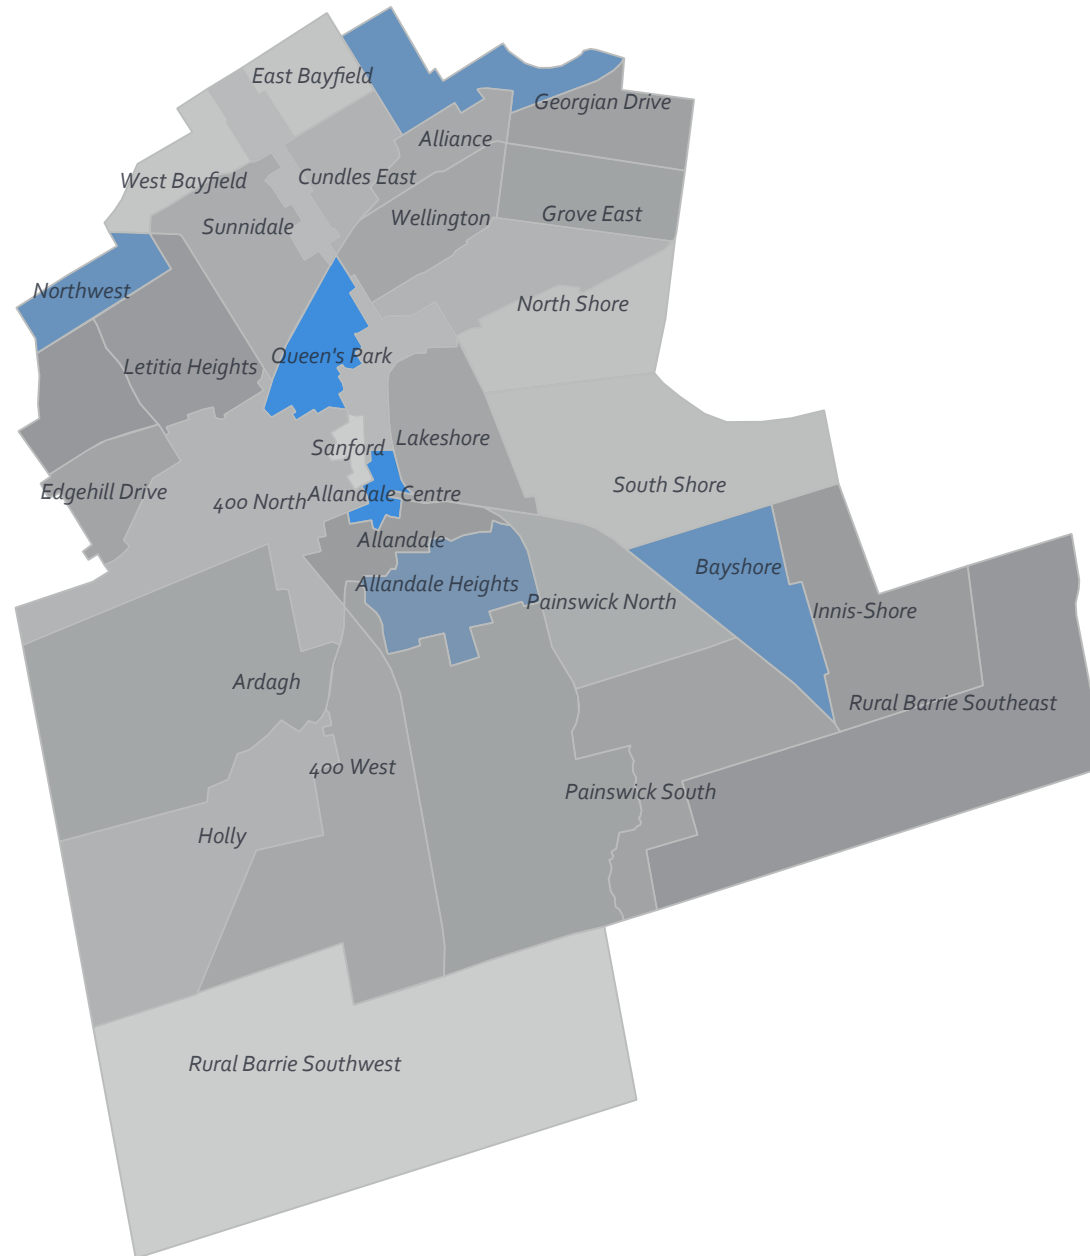 East Bayfield
Georgian Drive
Alliance
Cundles East
West Bayfield
Wellington
Grove East
Sunnidale
Northwest
North Shore
Queen's Park
Letitia Heights
Lakeshore
Sanford
South Shore
Edgehill Drive
400 North
Allandale Centre
Allandale
Bayshore
Allandale Heights
Painswick North
Innis-Shore
Ardagh
Rural Barrie Southeast
400 West
Painswick South
Holly
Rural Barrie Southwest